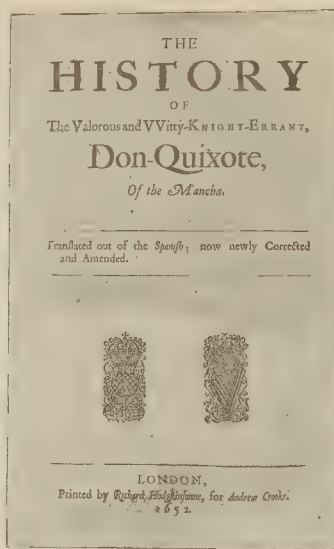 THE
HISTORY
OF
The Valorous and VVitty-KNIGHT-ERRANT,
Don-Quixote,
Of the Mancha.
Translated out of the Spanish; now newly Corrected
and Amended.
LONDON,
Printed by Richard Hodgkinsonne, for Andrew Crooke.
1652.